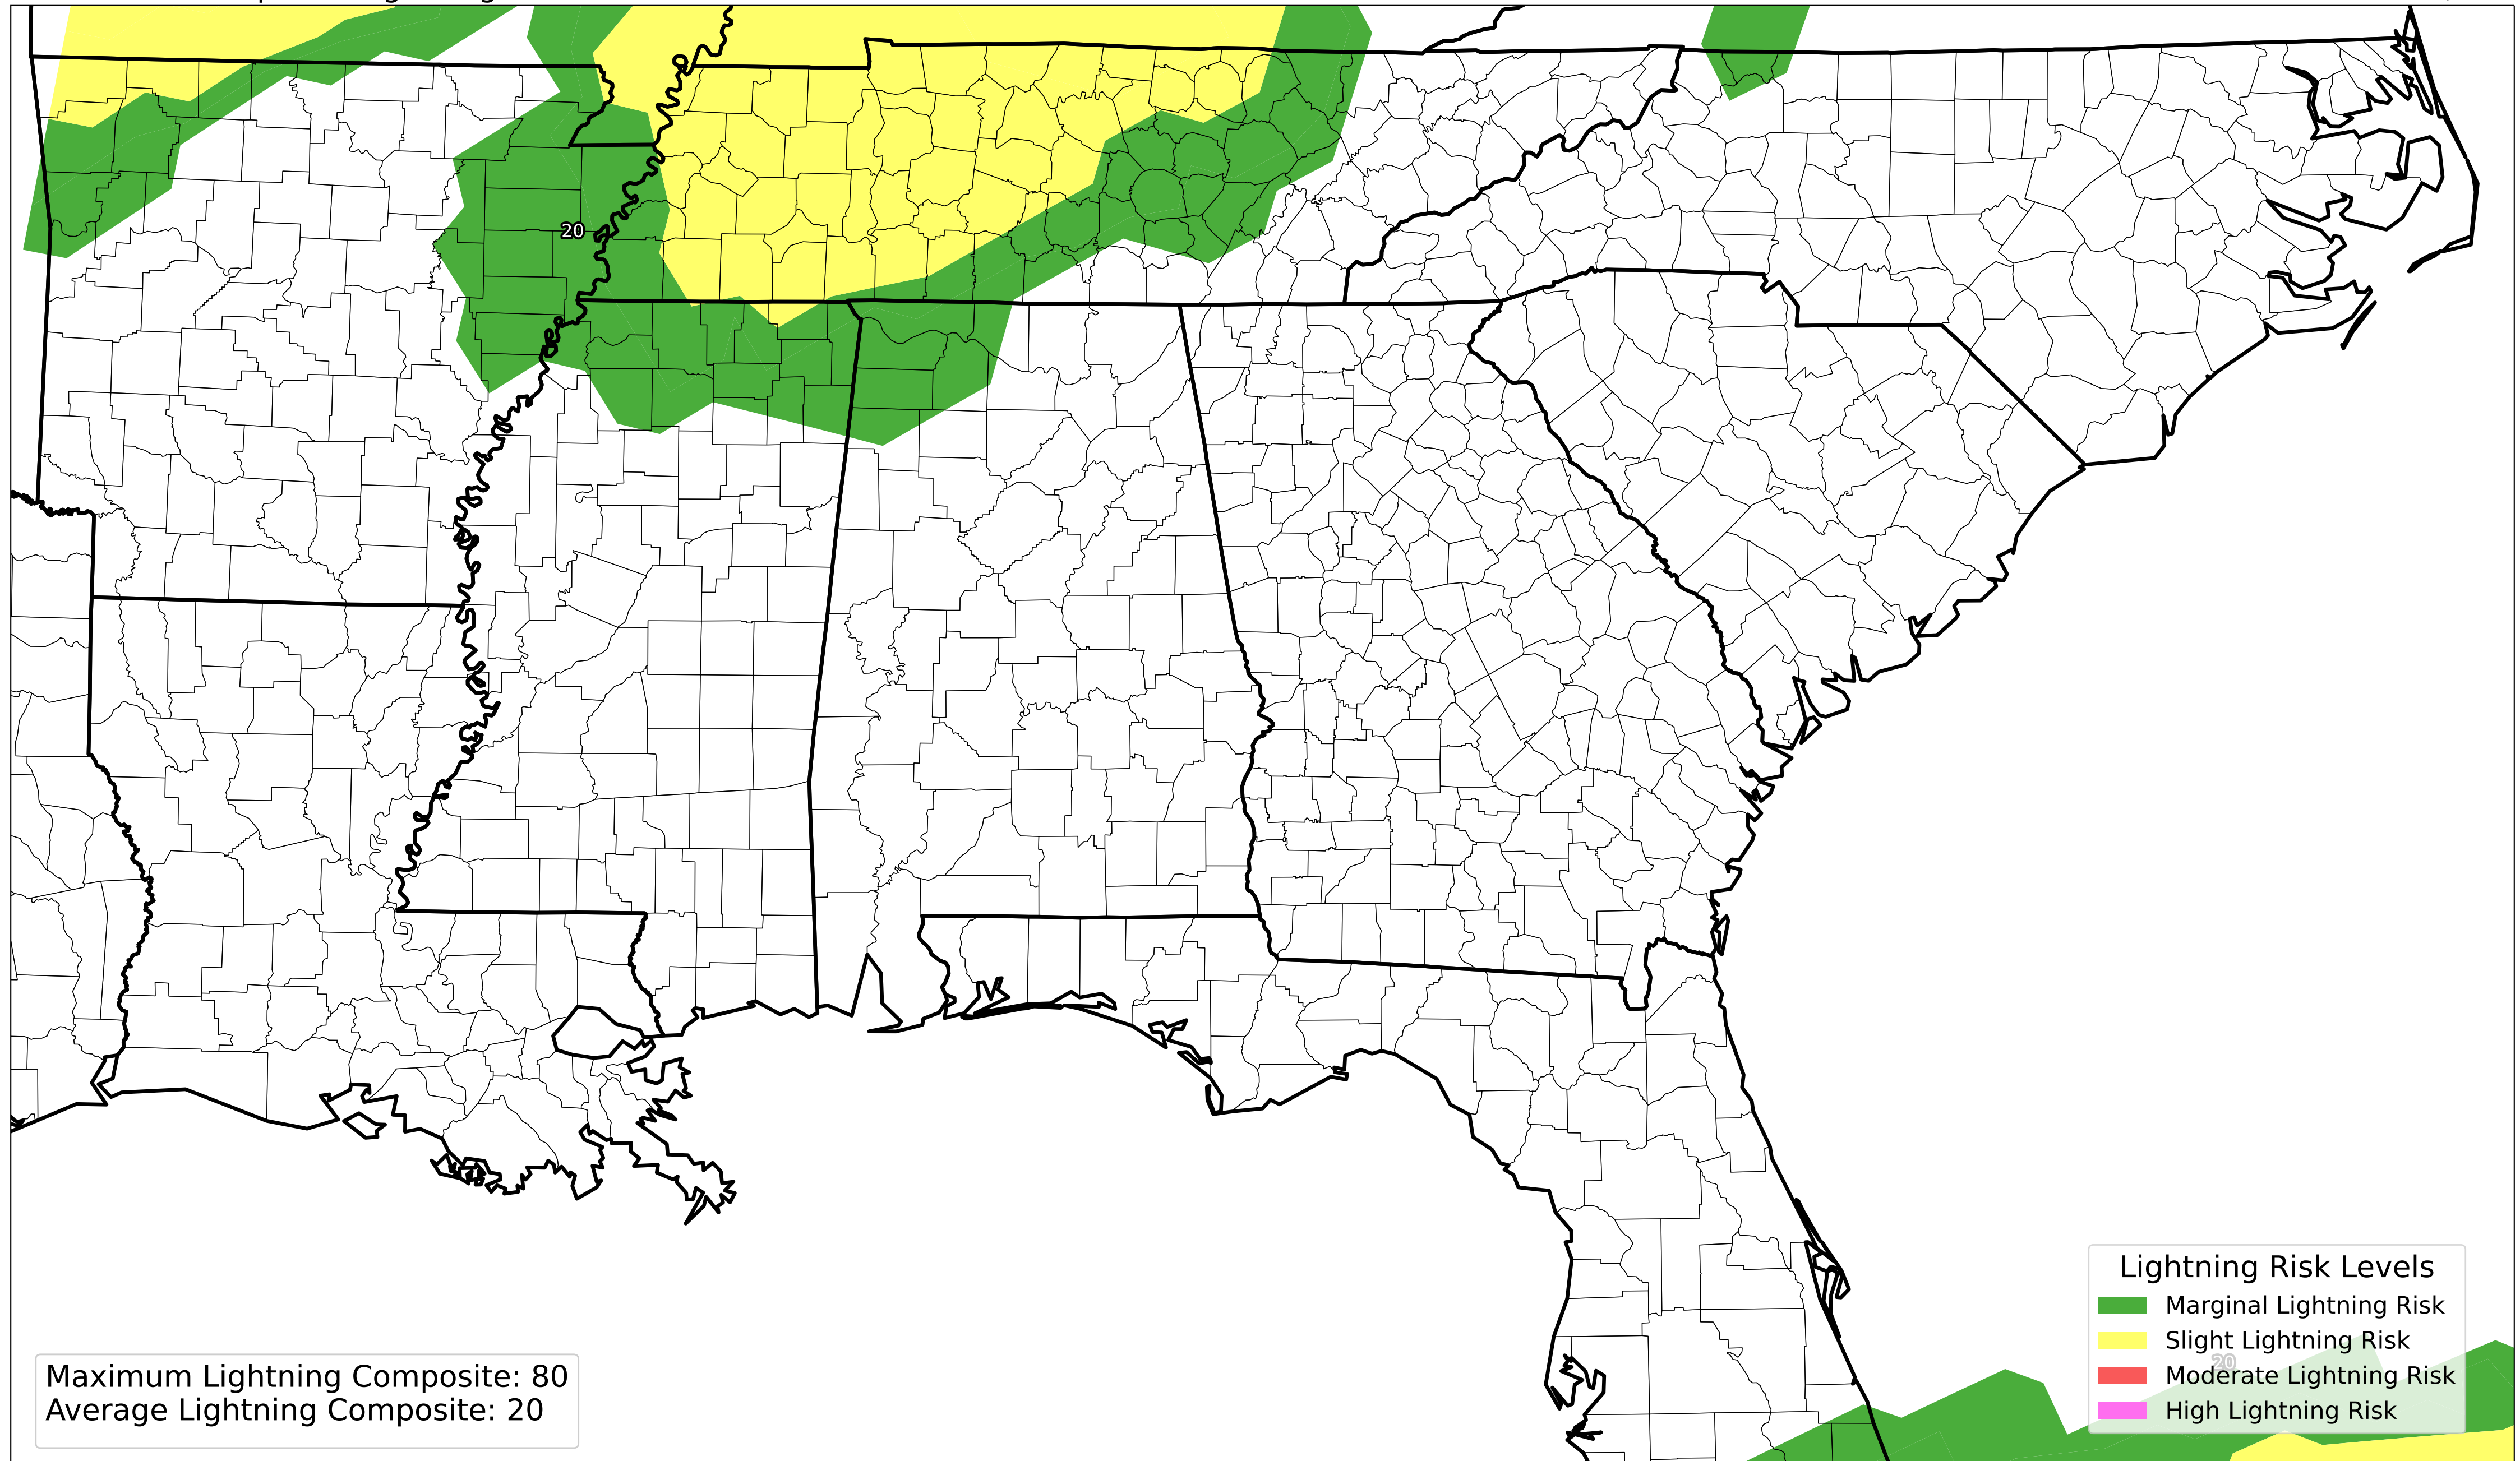 20
Lightning Risk Levels
Marginal Lightning Risk
Slight Lightning Risk
20
Moderate Lightning Risk
High Lightning Risk
Maximum Lightning Composite: 80
Average Lightning Composite: 20